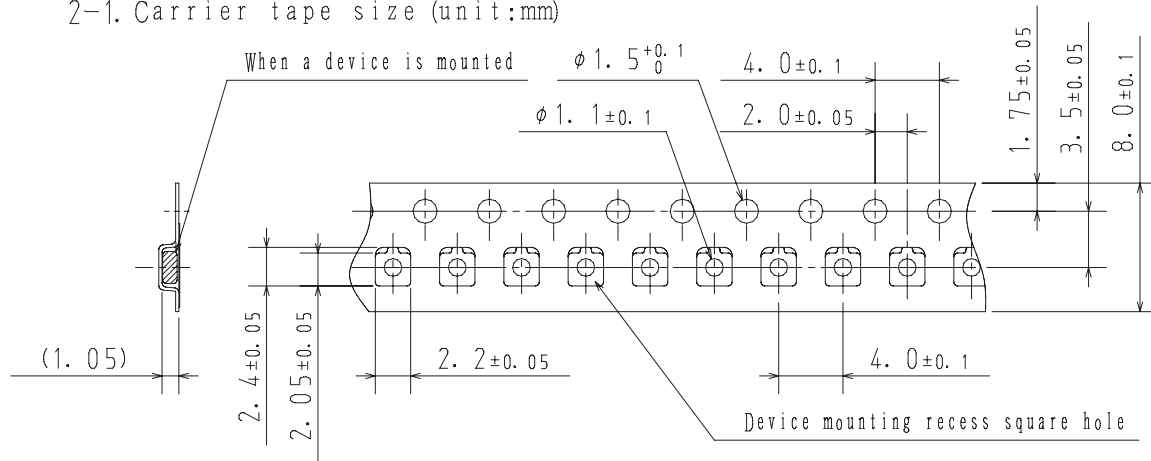 2-1. Carrier tape size (unit:mm)
When a device is mounted
φ1.5+0.1 0
4.0±0.1
φ1.1±0.1
2.0±0.05
1.75±0.05
3.5±0.05
8.0±0.1
(1.05)
2.4±0.05
2.05±0.05
2.2±0.05
4.0±0.1
Device mounting recess square hole